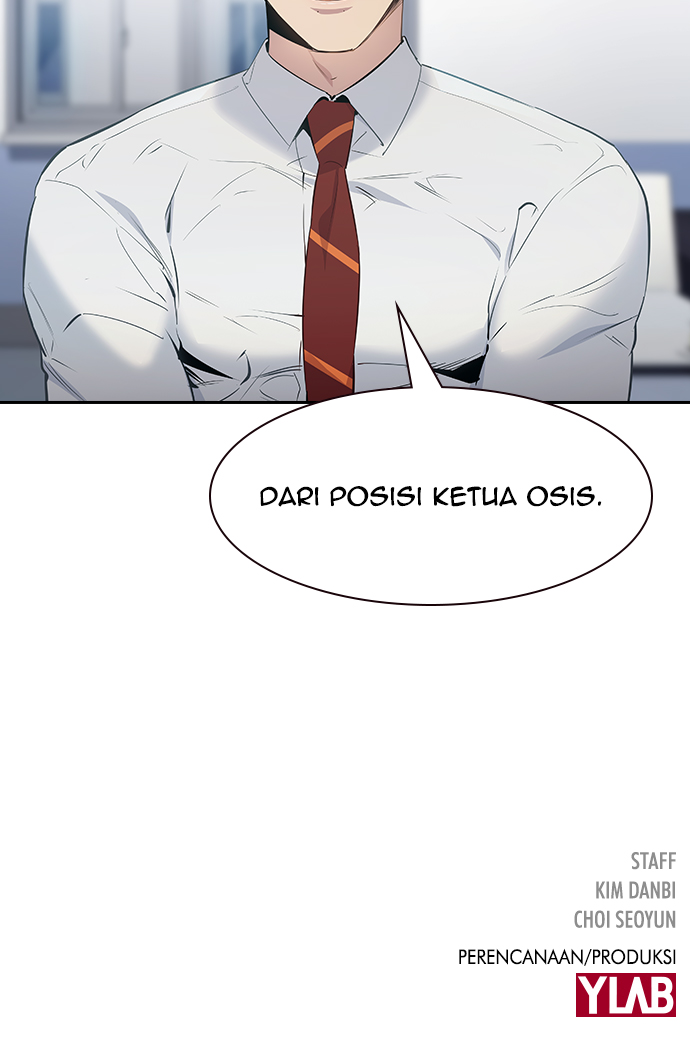 DARI POSISI KETUA OSIS.
STAFF
KIM DANBI
CHOI SEOYUN
PERENCANAAN/PRODUKSI
YLAB